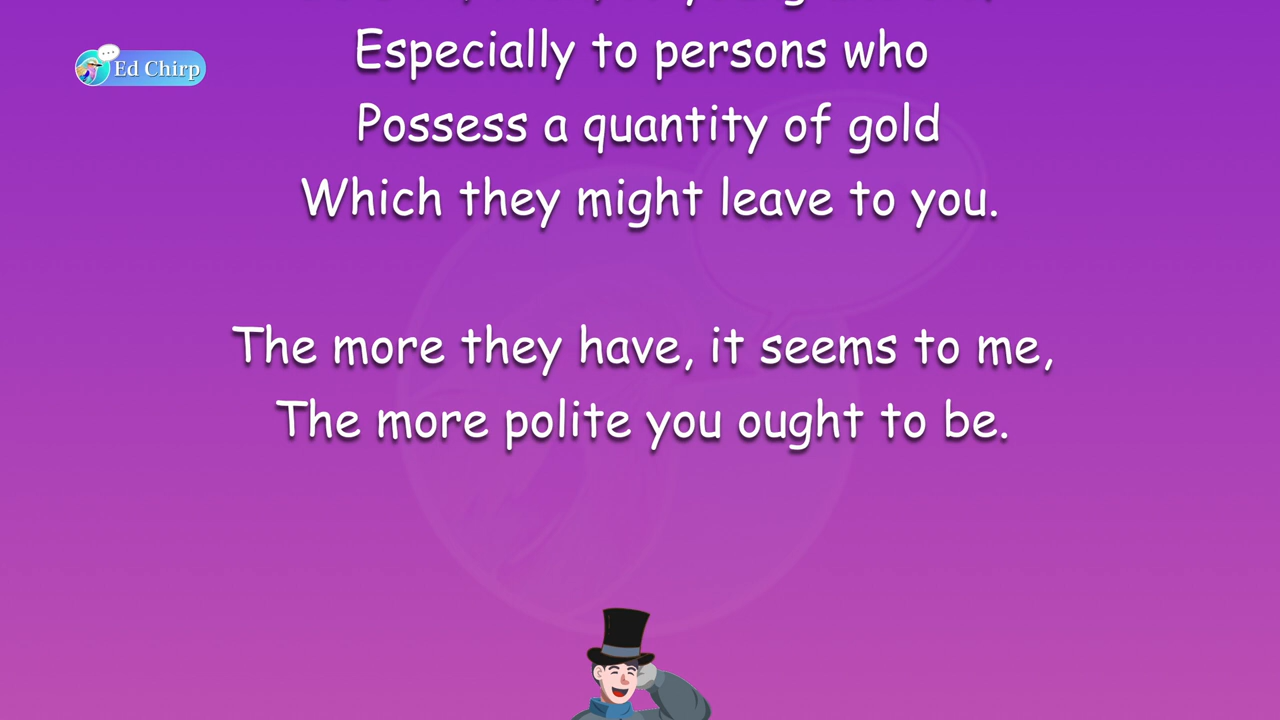 Ed Chirp
Especially to persons who
Possess a quantity of gold
Which they might leave to you.
The more they have, it seems to me,
The more polite you ought to be.